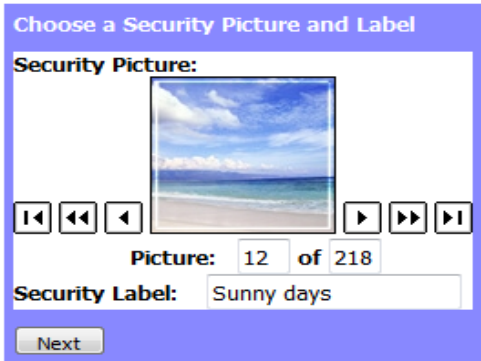 Choose a Security Picture and Label
Security Picture:
Picture: 12 of 218
Security Label: Sunny days
Next